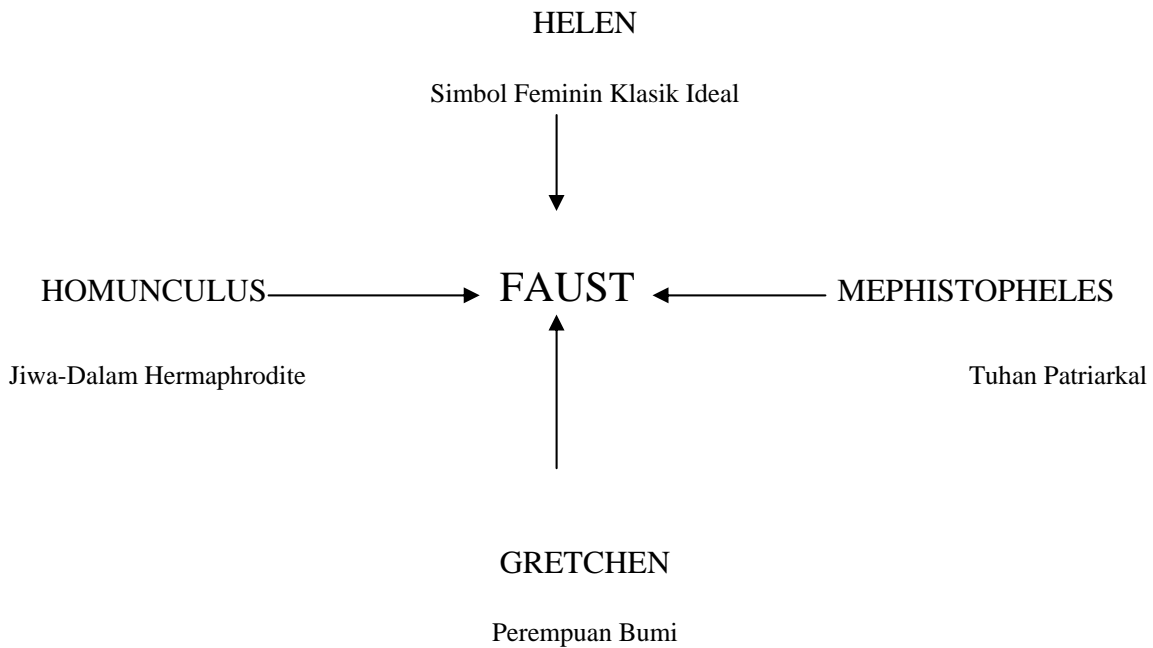 HELEN
Simbol Feminin Klasik Ideal
HOMUNCULUS FAUST MEPHISTOPHELES
Jiwa-Dalam Hermaphrodite Tuhan Patriarkal
GRETCHEN
Perempuan Bumi